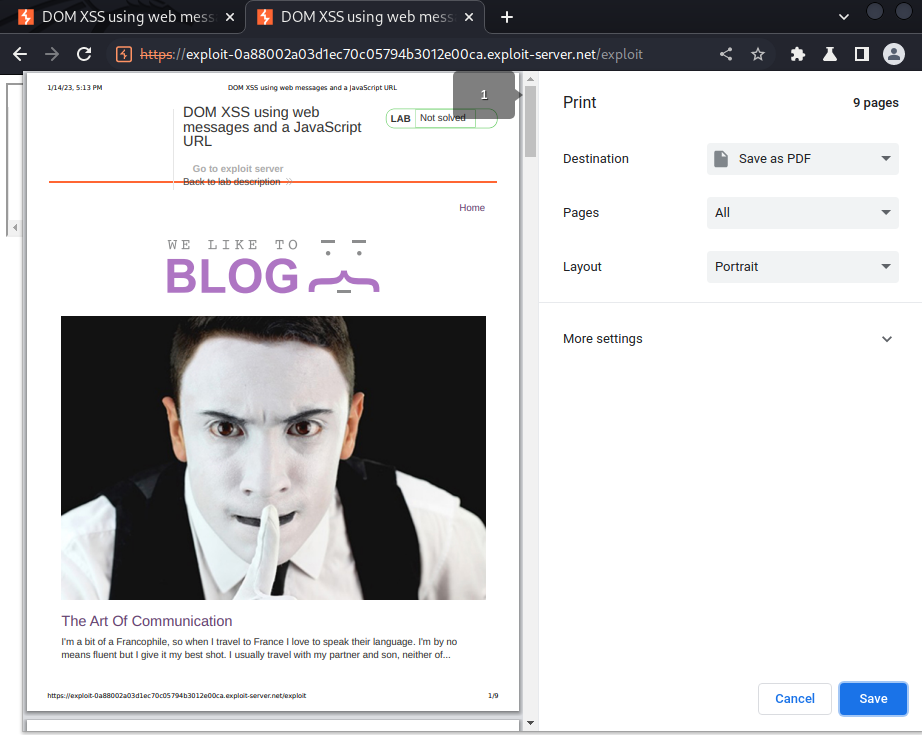 DOM XSS using web mess
DOM XSS using web mess
https://exploit-0a88002a03d1ec70c05794b3012e00ca.exploit-server.net/exploit
1/14/23, 5:13 PM
DOM XSS using web messages and a JavaScript URL
1
DOM XSS using web
messages and a JavaScript
URL
LAB Not solved
Go to exploit server
Back to lab description »
Home
WE LIKE TO
BLOG
The Art Of Communication
I'm a bit of a Francophile, so when I travel to France I love to speak their language. I'm by no
means fluent but I give it my best shot. I usually travel with my partner and son, neither of...
https://exploit-0a88002a03d1ec70c05794b3012e00ca.exploit-server.net/exploit
1/9
Print
9 pages
Destination
Save as PDF
Pages
All
Layout
Portrait
More settings
Cancel
Save